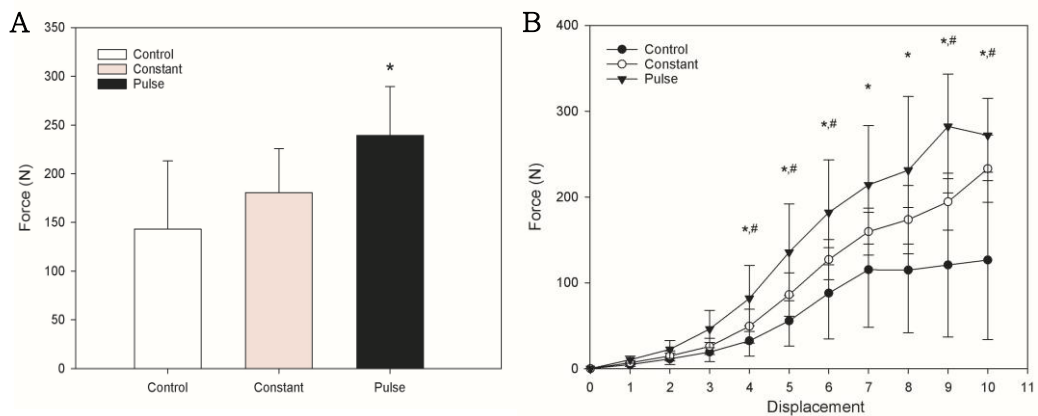 A
Force (N)
350
300
250
200
150
100
50
0
Control
Constant
Pulse
*
Control
Constant
Pulse
B
Force (N)
400
300
200
100
0
Control
Constant
Pulse
*,#
*,#
*,#
*
*
*,#
*,#
0 1 2 3 4 5 6 7 8 9 10 11
Displacement